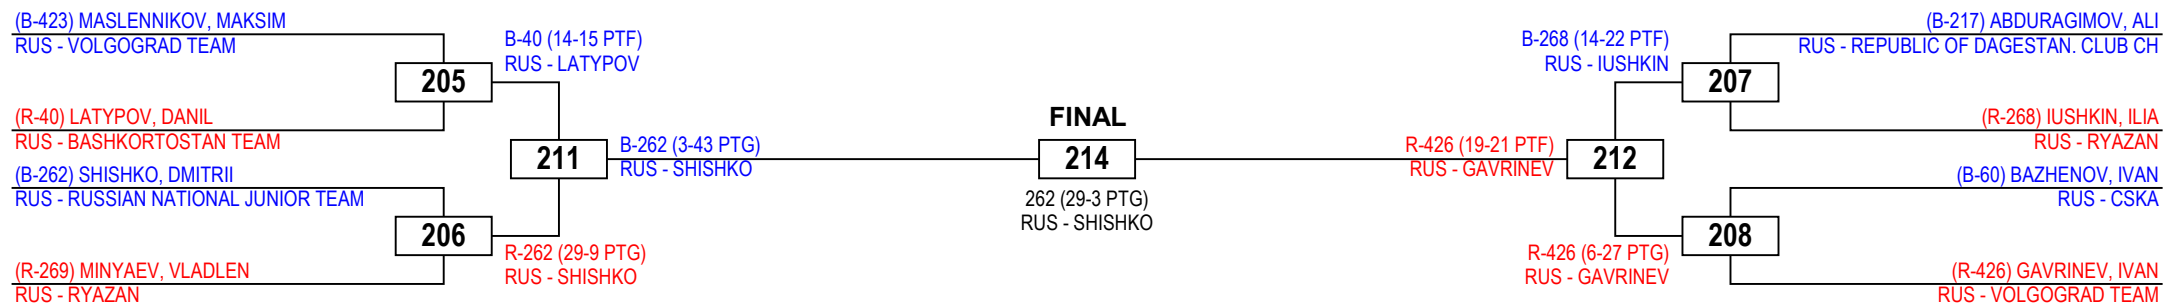 (B-423) MASLENNIKOV, MAKSIM
RUS - VOLGOGRAD TEAM
205
(R-40) LATYPOV, DANIL
RUS - BASHKORTOSTAN TEAM
(B-262) SHISHKO, DMITRII
RUS - RUSSIAN NATIONAL JUNIOR TEAM
206
(R-269) MINYAEV, VLADLEN
RUS - RYAZAN
B-40 (14-15 PTF)
RUS - LATYPOV
211
R-262 (29-9 PTG)
RUS - SHISHKO
B-262 (3-43 PTG)
RUS - SHISHKO
FINAL
214
262 (29-3 PTG)
RUS - SHISHKO
R-426 (19-21 PTF)
RUS - GAVRINEV
B-268 (14-22 PTF)
RUS - IUSHKIN
212
R-426 (6-27 PTG)
RUS - GAVRINEV
(B-217) ABDURAGIMOV, ALI
RUS - REPUBLIC OF DAGESTAN. CLUB CH
207
(R-268) IUSHKIN, ILIA
RUS - RYAZAN
(B-60) BAZHENOV, IVAN
RUS - CSKA
208
(R-426) GAVRINEV, IVAN
RUS - VOLGOGRAD TEAM